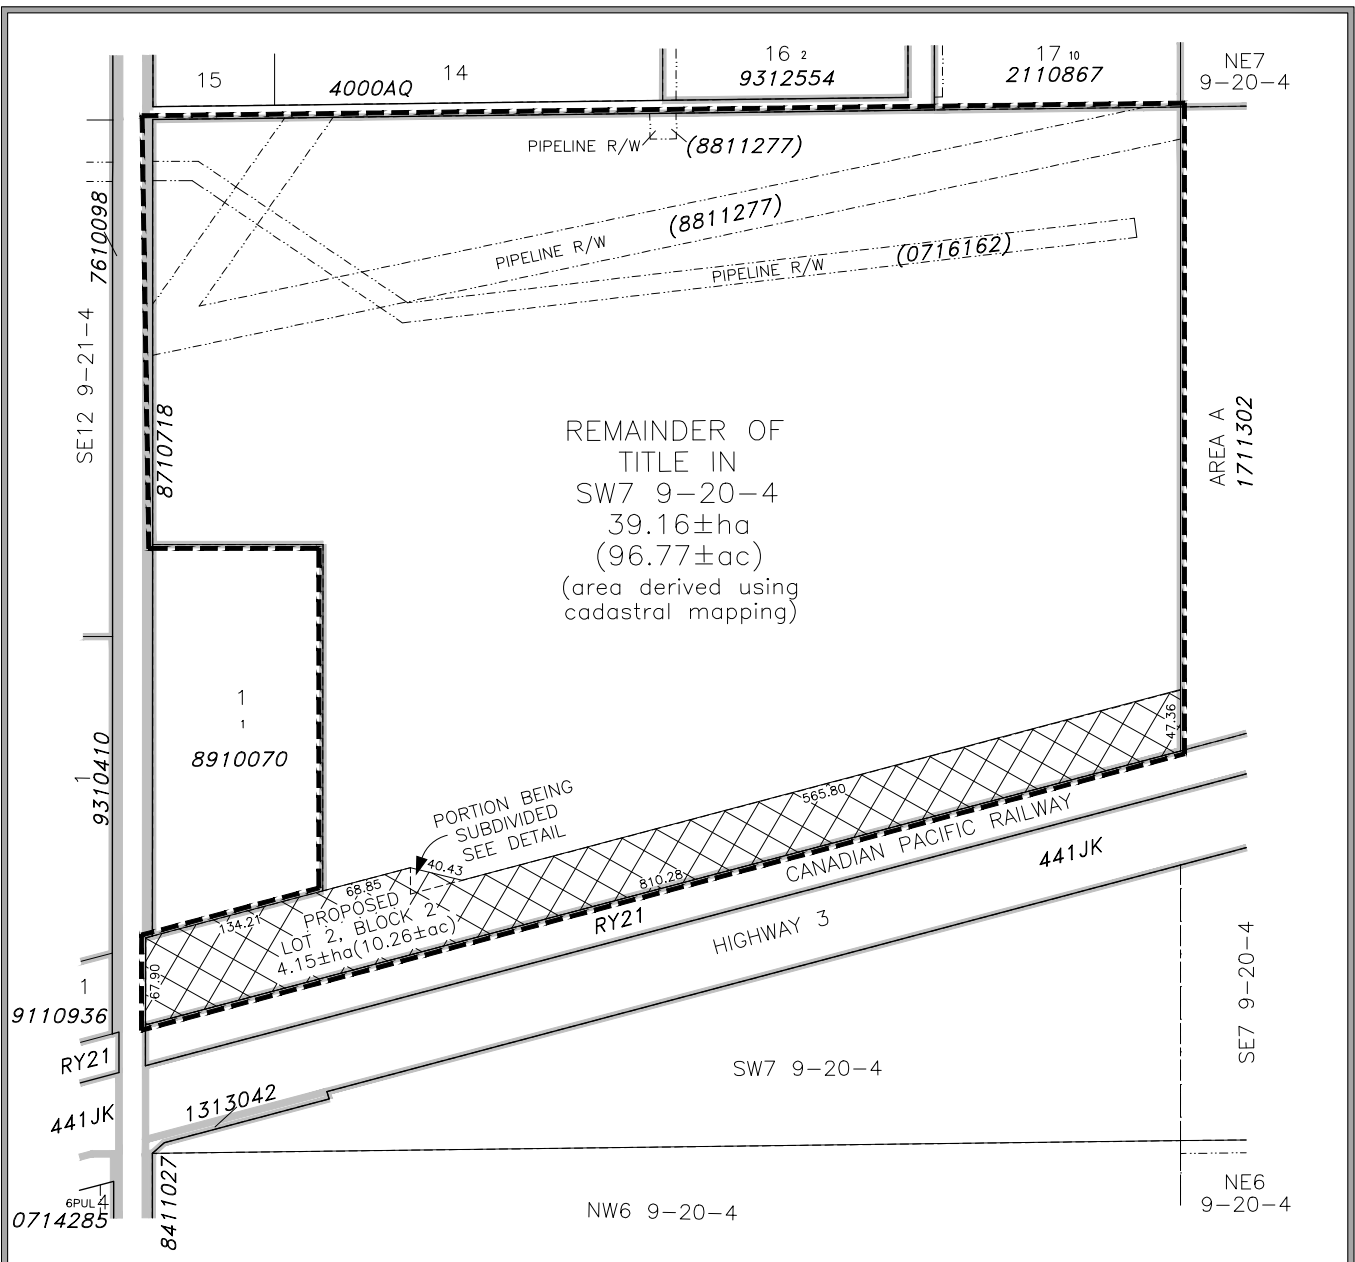 15
14
4000AQ
16 2
9312554
17 10
2110867
NE7
9-20-4
PIPELINE R/W
(8811277)
7610098
SE12 9-21-4
8710718
PIPELINE R/W
(8811277)
PIPELINE R/W
(0716162)
AREA A
1711302
REMAINDER OF
TITLE IN
SW7 9-20-4
39.16±ha
(96.77±ac)
(area derived using
cadastral mapping)
1
1
8910070
1
9310410
47.36
565.80
PORTION BEING
SUBDIVIDED
SEE DETAIL
40.43
68.85
134.21
810.28
67.90
PROPOSED
LOT 2, BLOCK 2
4.15±ha(10.26±ac)
CANADIAN PACIFIC RAILWAY
RY21
441JK
HIGHWAY 3
1
9110936
RY21
441JK
1313042
SW7 9-20-4
SE7 9-20-4
6PUL 4
0714285
8411027
NW6 9-20-4
NE6
9-20-4